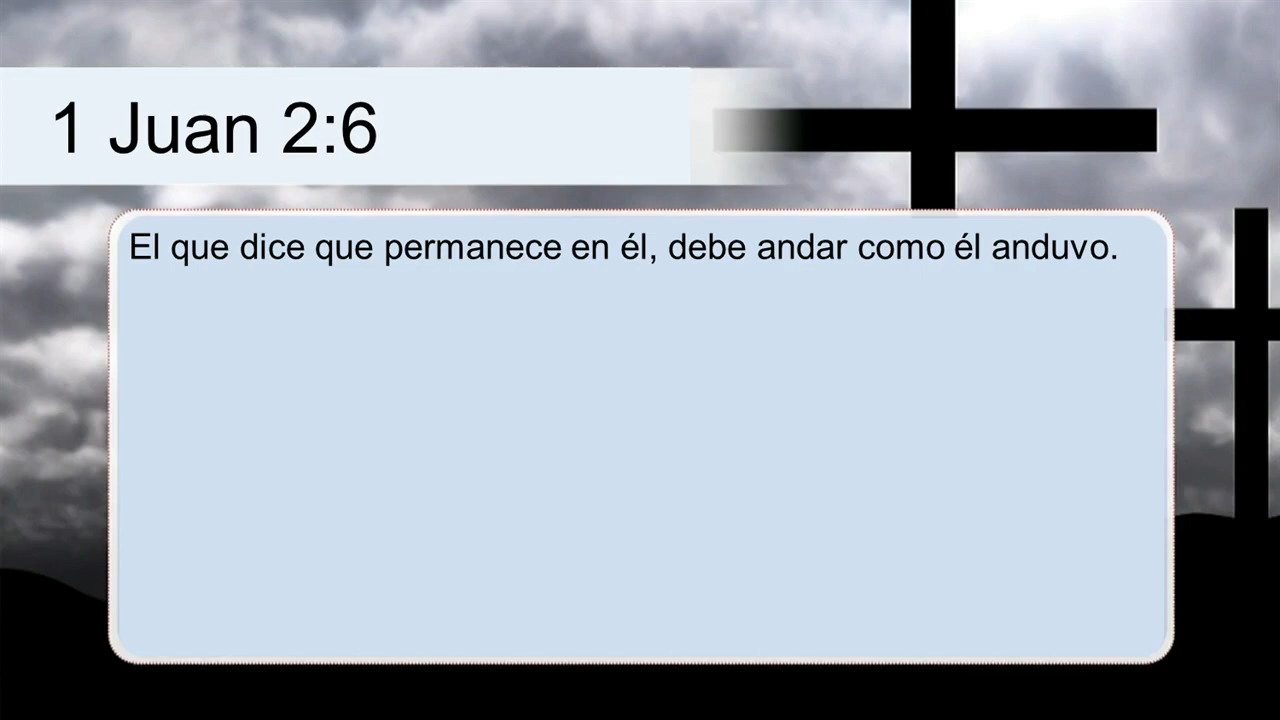 1 Juan 2:6
El que dice que permanece en él, debe andar como él anduvo.